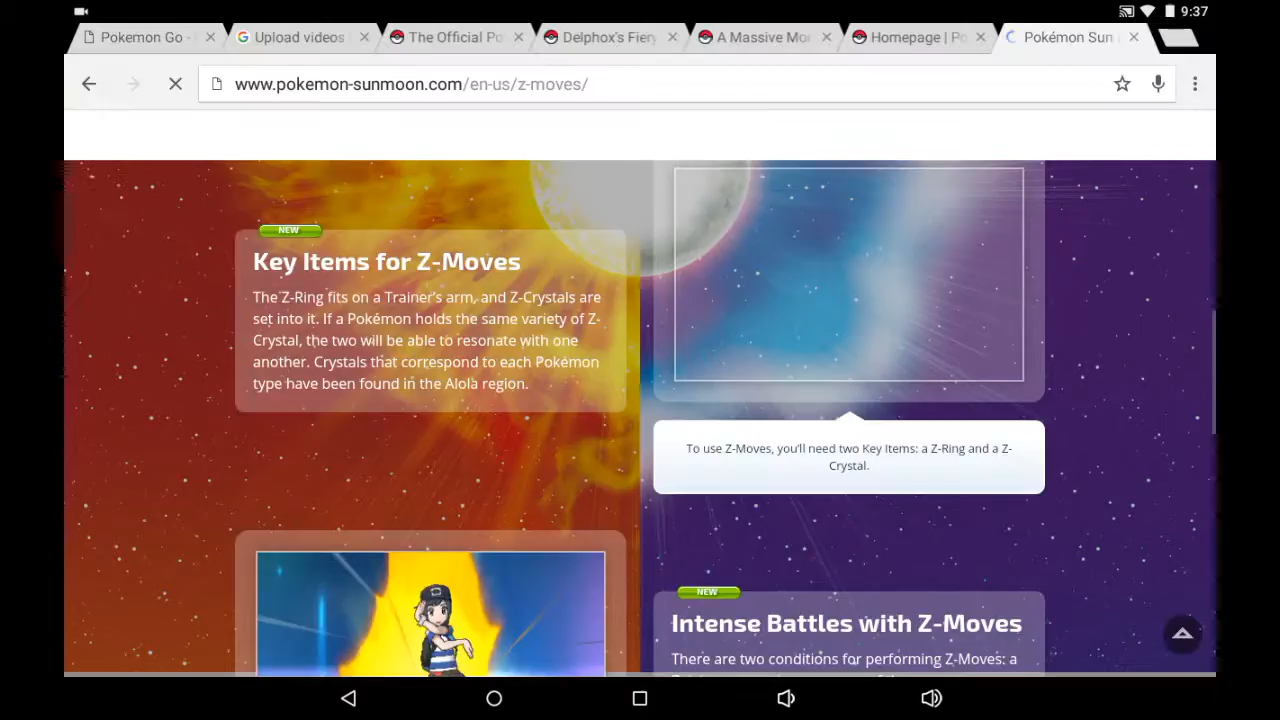 9:37
Pokemon Go -
Upload videos
The Official Po
Delphox's Fiery
A Massive Mo
Homepage | Po
Pokémon Sun
www.pokemon-sunmoon.com/en-us/z-moves/
NEW
Key Items for Z-Moves
The Z-Ring fits on a Trainer's arm, and Z-Crystals are
set into it. If a Pokémon holds the same variety of Z-
Crystal, the two will be able to resonate with one
another. Crystals that correspond to each Pokémon
type have been found in the Alola region.
To use Z-Moves, you'll need two Key Items: a Z-Ring and a Z-
Crystal.
NEW
Intense Battles with Z-Moves
There are two conditions for performing Z-Moves: a